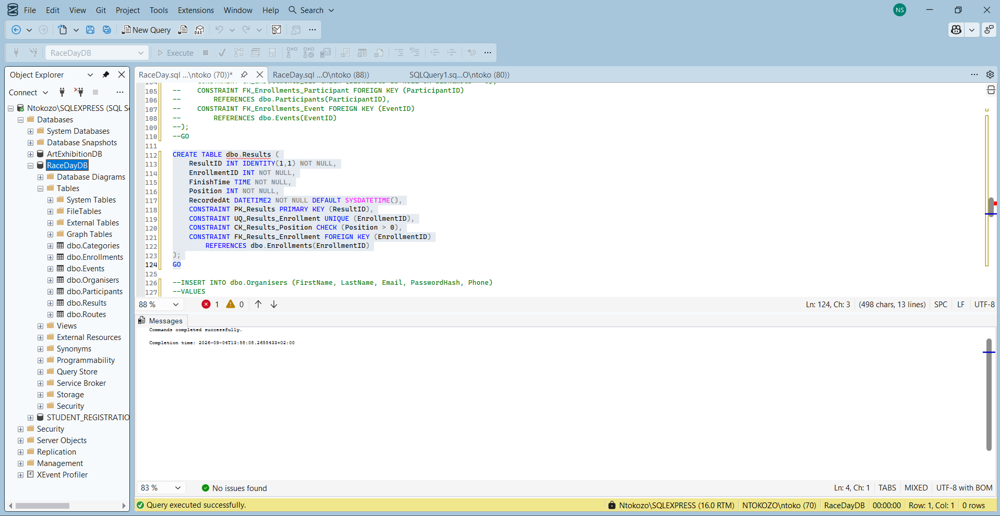 File Edit View Git Project Tools Extensions Window Help Search NS
New Query DAX
RaceDayDB Execute
Object Explorer
RaceDay.sql ...\ntoko (70))* RaceDay.sql ...O\ntoko (88)) SQLQuery1.sq...O\ntoko (80))
Connect
Ntokozo\SQLEXPRESS (SQL S
Databases
System Databases
Database Snapshots
ArtExhibitionDB
RaceDayDB
Database Diagrams
Tables
System Tables
FileTables
External Tables
Graph Tables
dbo.Categories
dbo.Enrollments
dbo.Events
dbo.Organisers
dbo.Participants
dbo.Results
dbo.Routes
Views
External Resources
Synonyms
Programmability
Query Store
Service Broker
Storage
Security
STUDENT_REGISTRATIO
Security
Server Objects
Replication
Management
XEvent Profiler
105 -- CONSTRAINT FK_Enrollments_Participant FOREIGN KEY (ParticipantID)
106 -- REFERENCES dbo.Participants(ParticipantID),
107 -- CONSTRAINT FK_Enrollments_Event FOREIGN KEY (EventID)
108 -- REFERENCES dbo.Events(EventID)
109 --);
110 --GO
111
112 CREATE TABLE dbo.Results (
113 ResultID INT IDENTITY(1,1) NOT NULL,
114 EnrollmentID INT NOT NULL,
115 FinishTime TIME NOT NULL,
116 Position INT NOT NULL,
117 RecordedAt DATETIME2 NOT NULL DEFAULT SYSDATETIME(),
118 CONSTRAINT PK_Results PRIMARY KEY (ResultID),
119 CONSTRAINT UQ_Results_Enrollment UNIQUE (EnrollmentID),
120 CONSTRAINT CK_Results_Position CHECK (Position > 0),
121 CONSTRAINT FK_Results_Enrollment FOREIGN KEY (EnrollmentID)
122 REFERENCES dbo.Enrollments(EnrollmentID)
123 );
124 GO
125
126 --INSERT INTO dbo.Organisers (FirstName, LastName, Email, PasswordHash, Phone)
127 --VALUES
88 % 1 0 Ln: 124, Ch: 3 (498 chars, 13 lines) SPC LF UTF-8
Messages
Commands completed successfully.
Completion time: 2026-09-04T13:58:08.2655433+02:00
83 % No issues found Ln: 4, Ch: 1 TABS MIXED UTF-8 with BOM
Query executed successfully. Ntokozo\SQLEXPRESS (16.0 RTM) NTOKOZO\ntoko (70) RaceDayDB 00:00:00 Row: 1, Col: 1 0 rows